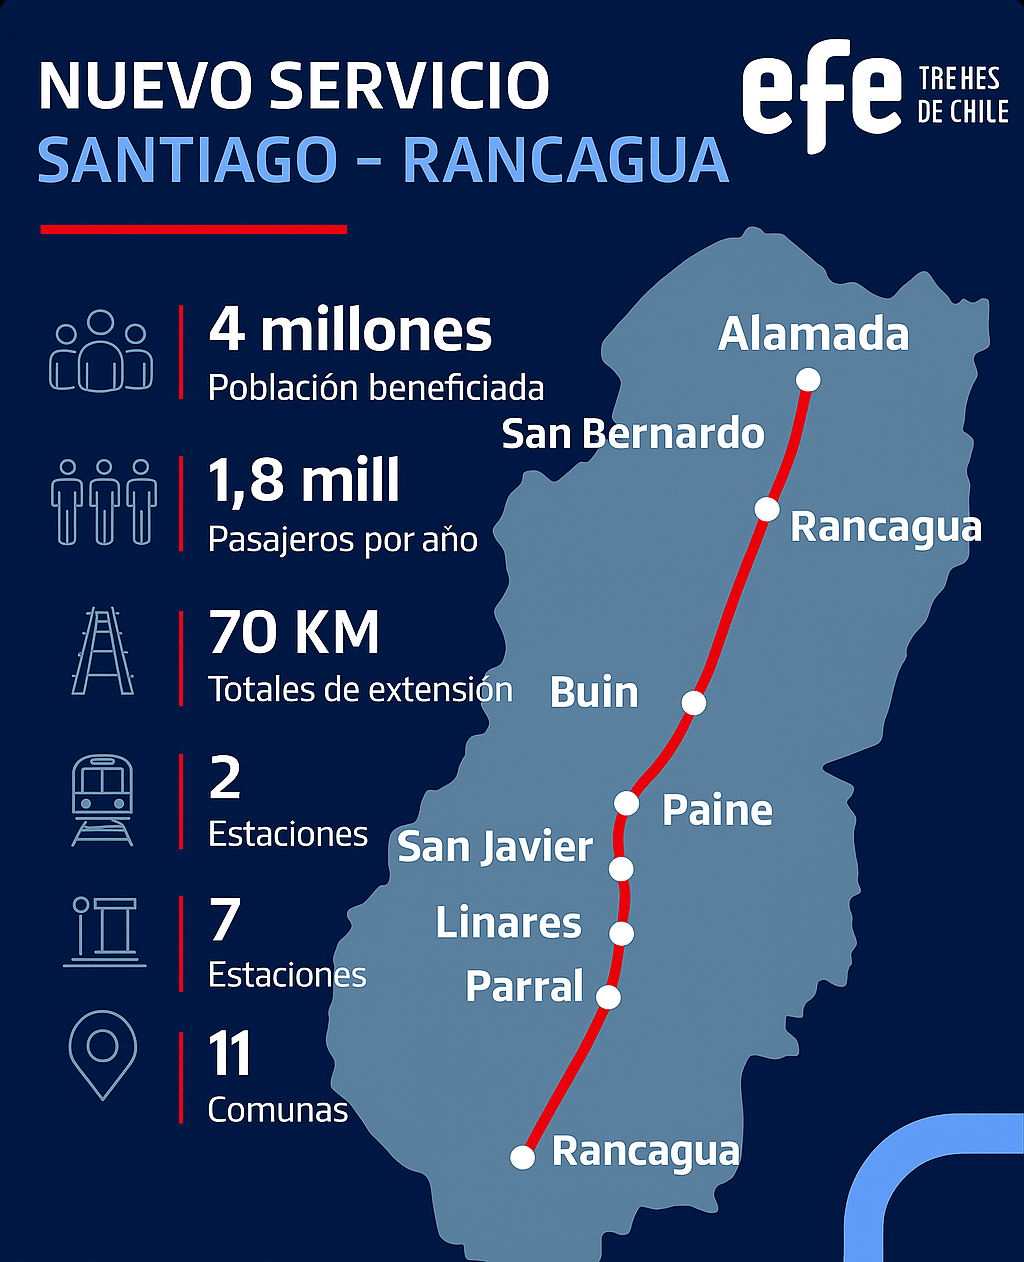 NUEVO SERVICIO
SANTIAGO – RANCAGUA
efe
TREHES
DE CHILE
4 millones
Población beneficiada
1,8 mill
Pasajeros por aňo
70 KM
Totales de extensión
2
Estaciones
7
Estaciones
11
Comunas
Alamada
San Bernardo
Rancagua
Buin
Paine
San Javier
Linares
Parral
Rancagua